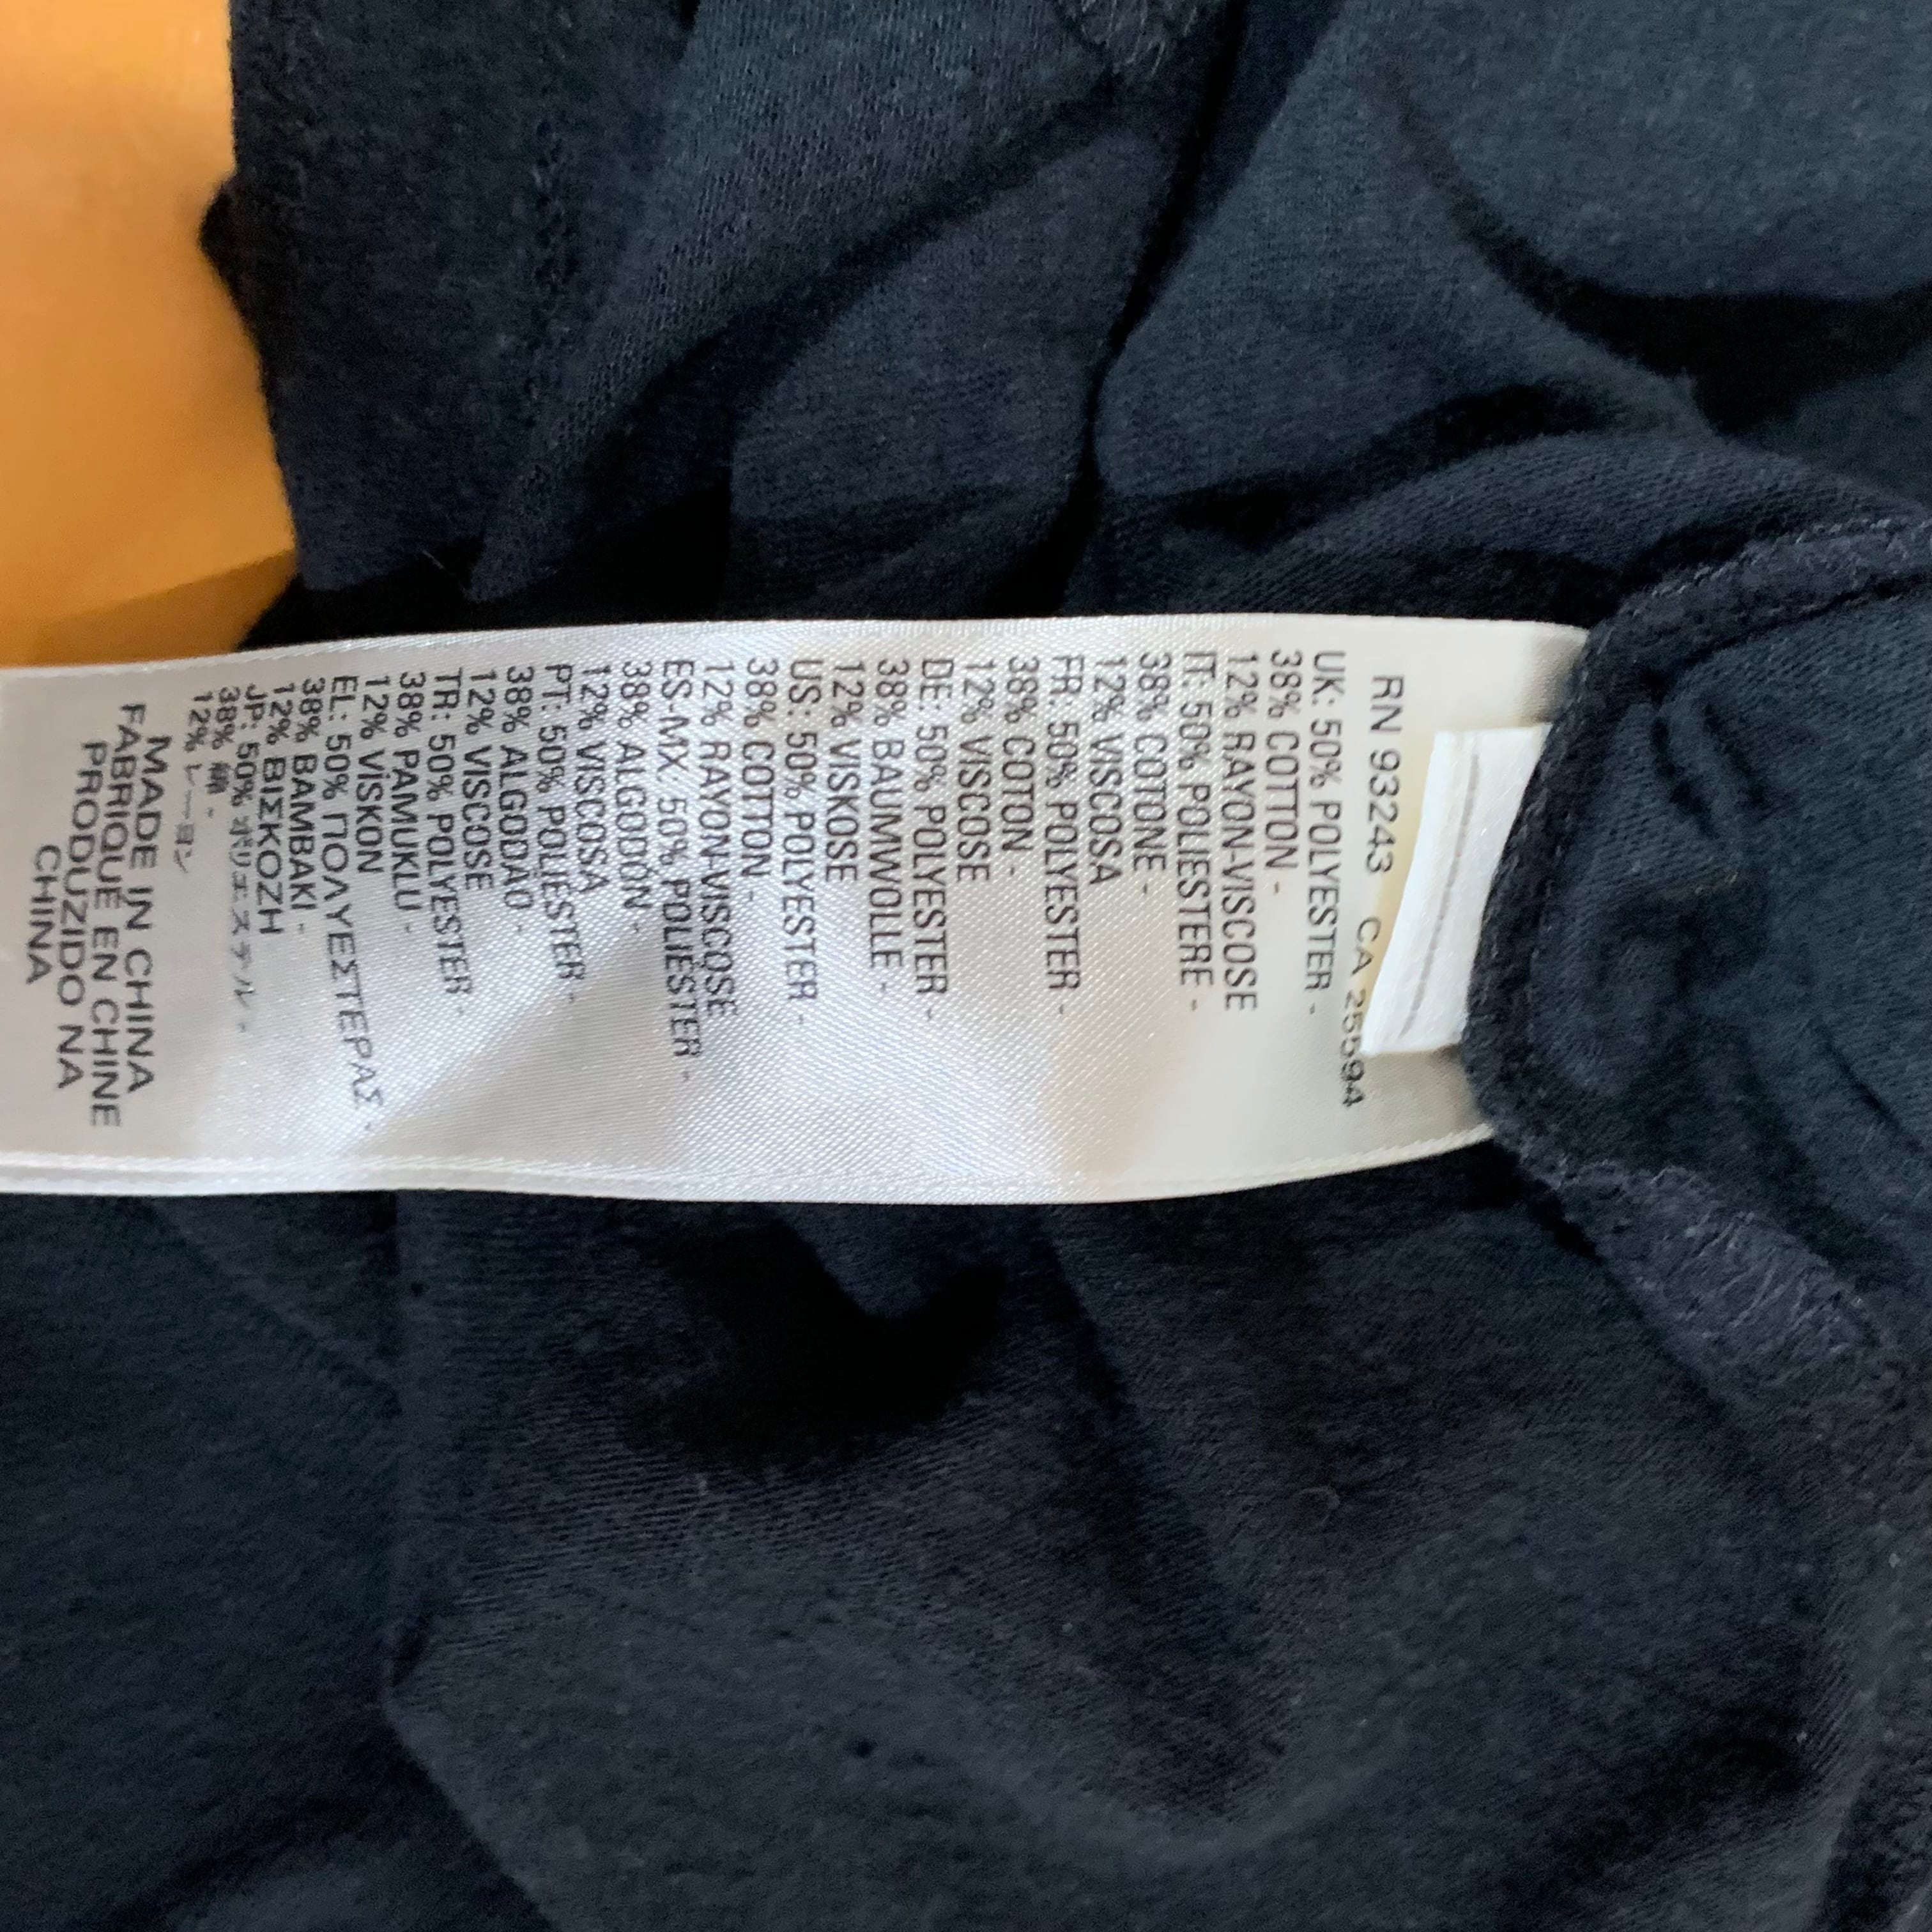 RN 93243 CA 25594
UK: 50% POLYESTER -
38% COTTON -
12% RAYON-VISCOSE
IT: 50% POLIESTERE -
38% COTONE -
12% VISCOSA
FR: 50% POLYESTER -
38% COTON -
12% VISCOSE
DE: 50% POLYESTER -
38% BAUMWOLLE -
12% VISKOSE
US: 50% POLYESTER -
38% COTTON -
12% RAYON-VISCOSE
ES-MX: 50% POLIÉSTER -
38% ALGODÓN -
12% VISCOSA
PT: 50% POLIÉSTER -
38% ALGODÃO -
12% VISCOSE
TR: 50% POLYESTER -
38% PAMUKLU -
12% VİSKON
EL: 50% ΠΟΛΥΕΣΤΕΡΑΣ -
38% ΒΑΜΒΑΚΙ -
12% ΒΙΣΚΟΖΗ
JP: 50% ポリエステル -
38% 綿 -
12% レーヨン
MADE IN CHINA
FABRIQUÉ EN CHINE
PRODUZIDO NA
CHINA